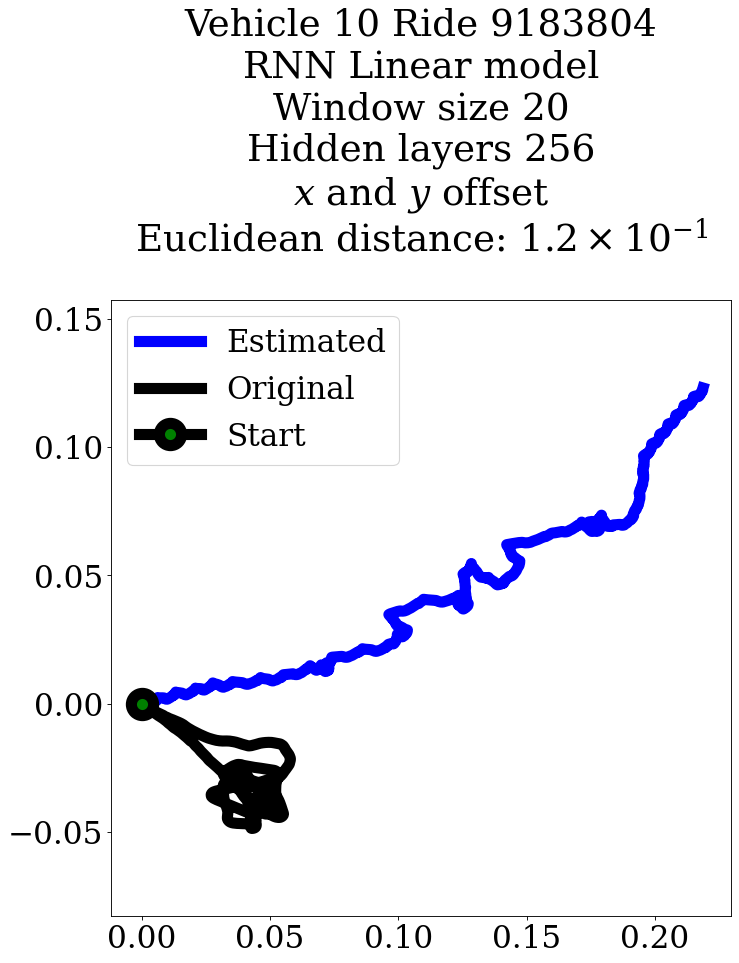 Vehicle 10 Ride 9183804
RNN Linear model
Window size 20
Hidden layers 256
x and y offset
Euclidean distance: 1.2 × 10⁻¹
Estimated
Original
Start
0.15
0.10
0.05
0.00
−0.05
0.00 0.05 0.10 0.15 0.20